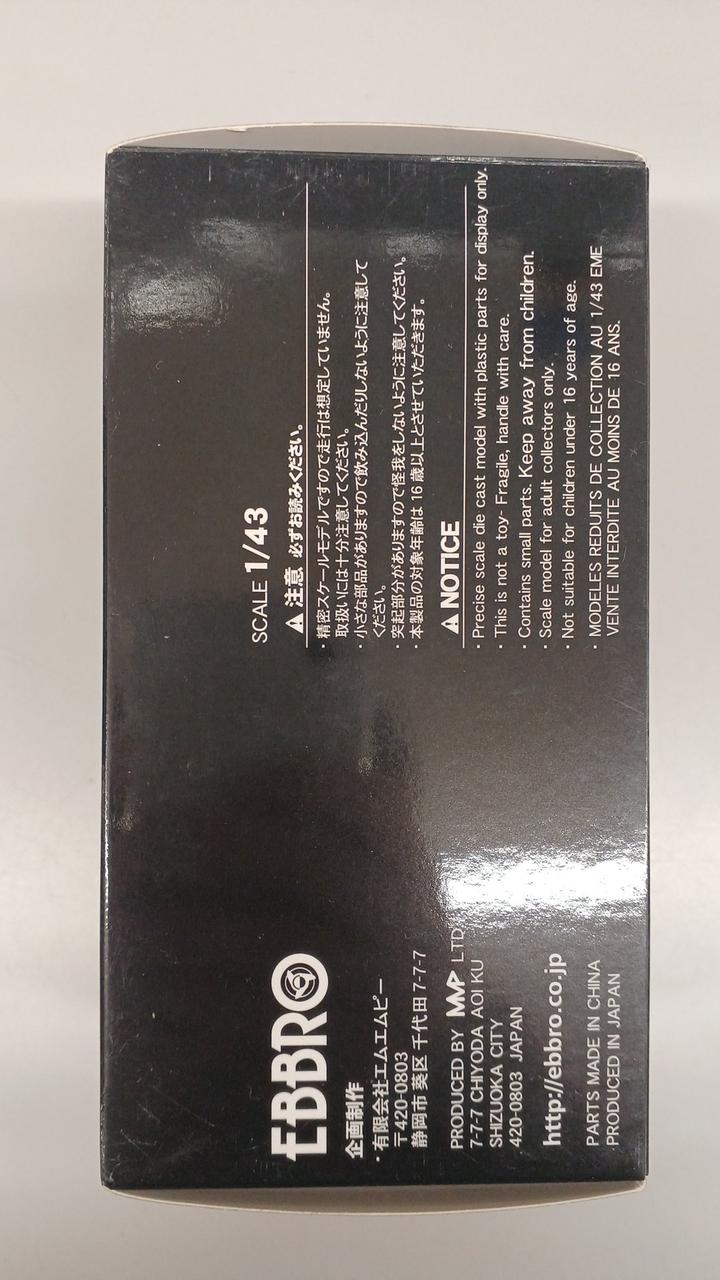 EBBRO
企画制作
・有限会社エムエムピー
〒420-0803
静岡市 葵区 千代田 7-7-7
PRODUCED BY MMP LTD
7-7-7 CHIYODA AOI KU
SHIZUOKA CITY
420-0803 JAPAN
http://ebbro.co.jp
PARTS MADE IN CHINA
PRODUCED IN JAPAN
SCALE 1/43
⚠ 注意 必ずお読みください。
・精密スケールモデルですので走行は想定していません。
取扱いには十分注意してください。
・小さな部品がありますので飲み込んだりしないように注意して
ください。
・突起部分がありますので怪我をしないように注意してください。
・本製品の対象年齢は 16 歳以上とさせていただきます。
⚠ NOTICE
・Precise scale die cast model with plastic parts for display only.
・This is not a toy- Fragile, handle with care.
・Contains small parts. Keep away from children.
・Scale model for adult collectors only.
・Not suitable for children under 16 years of age.
・MODELES REDUITS DE COLLECTION AU 1/43 EME
VENTE INTERDITE AU MOINS DE 16 ANS.